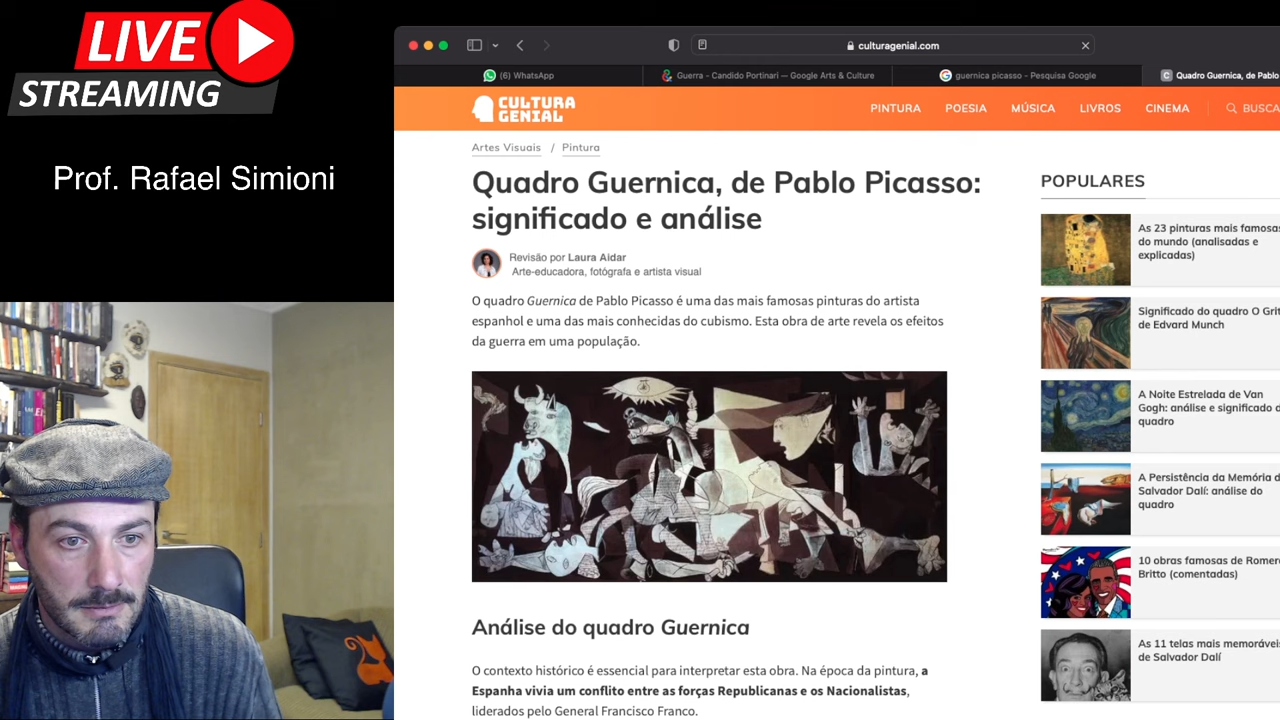 LIVE
STREAMING
Prof. Rafael Simioni
culturagenial.com
(6) WhatsApp
Guerra - Candido Portinari — Google Arts & Culture
guernica picasso - Pesquisa Google
Quadro Guernica, de Pablo
CULTURA
GENIAL
PINTURA
POESIA
MÚSICA
LIVROS
CINEMA
BUSCA
Artes Visuais / Pintura
Quadro Guernica, de Pablo Picasso:
significado e análise
Revisão por Laura Aidar
Arte-educadora, fotógrafa e artista visual
O quadro Guernica de Pablo Picasso é uma das mais famosas pinturas do artista
espanhol e uma das mais conhecidas do cubismo. Esta obra de arte revela os efeitos
da guerra em uma população.
Análise do quadro Guernica
O contexto histórico é essencial para interpretar esta obra. Na época da pintura, a
Espanha vivia um conflito entre as forças Republicanas e os Nacionalistas,
liderados pelo General Francisco Franco.
POPULARES
As 23 pinturas mais famosas
do mundo (analisadas e
explicadas)
Significado do quadro O Grit
de Edvard Munch
A Noite Estrelada de Van
Gogh: análise e significado d
quadro
A Persistência da Memória d
Salvador Dalí: análise do
quadro
10 obras famosas de Romer
Britto (comentadas)
As 11 telas mais memoráveis
de Salvador Dalí